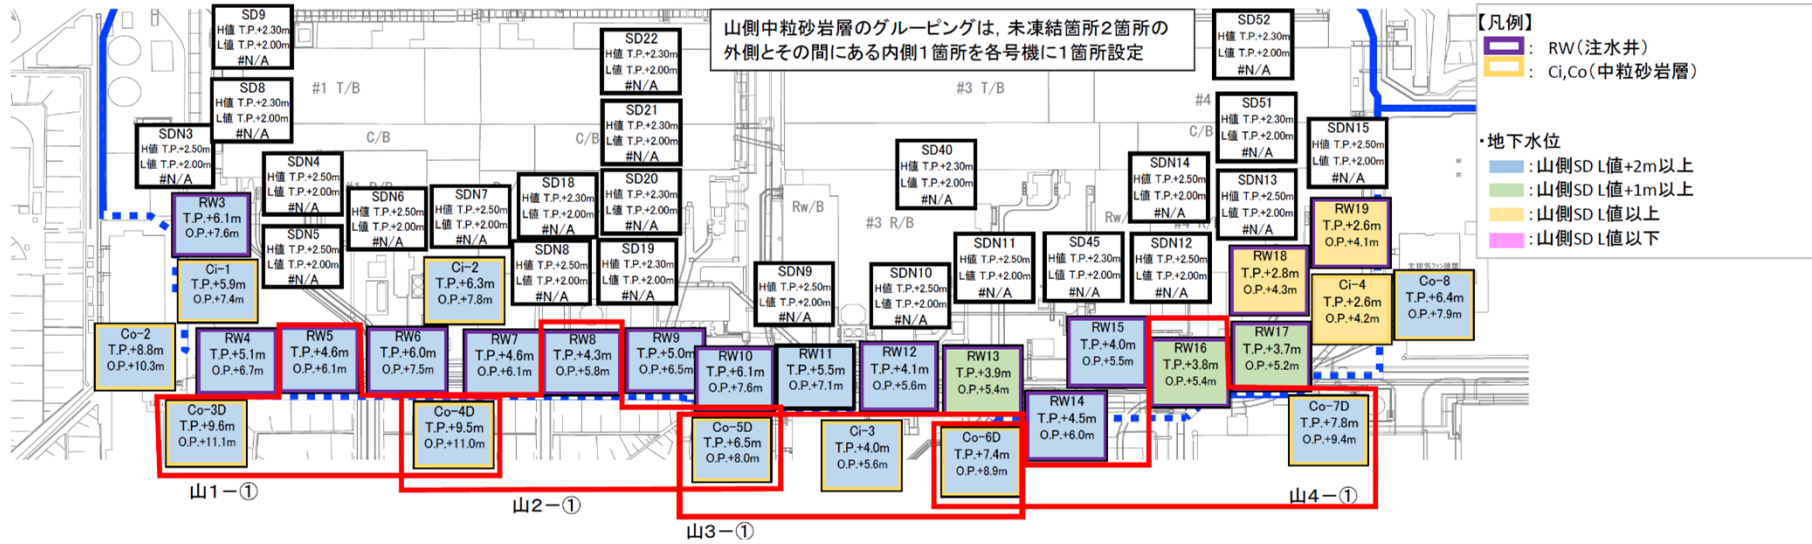 山側中粒砂岩層のグルーピングは，未凍結箇所２箇所の
外側とその間にある内側１箇所を各号機に１箇所設定
【凡例】
： RW（注水井）
： Ci,Co（中粒砂岩層）
・地下水位
：山側SD L値+2m以上
：山側SD L値+1m以上
：山側SD L値以上
：山側SD L値以下
SD9
H値 T.P.+2.30m
L値 T.P.+2.00m
#N/A
SD8
H値 T.P.+2.30m
L値 T.P.+2.00m
#N/A
SDN3
H値 T.P.+2.50m
L値 T.P.+2.00m
#N/A
SDN4
H値 T.P.+2.50m
L値 T.P.+2.00m
#N/A
SDN5
H値 T.P.+2.50m
L値 T.P.+2.00m
#N/A
SDN6
H値 T.P.+2.50m
L値 T.P.+2.00m
#N/A
SDN7
H値 T.P.+2.50m
L値 T.P.+2.00m
#N/A
SD18
H値 T.P.+2.30m
L値 T.P.+2.00m
#N/A
SDN8
H値 T.P.+2.50m
L値 T.P.+2.00m
#N/A
SD22
H値 T.P.+2.30m
L値 T.P.+2.00m
#N/A
SD21
H値 T.P.+2.30m
L値 T.P.+2.00m
#N/A
SD20
H値 T.P.+2.30m
L値 T.P.+2.00m
#N/A
SD19
H値 T.P.+2.30m
L値 T.P.+2.00m
#N/A
SDN9
H値 T.P.+2.50m
L値 T.P.+2.00m
#N/A
SD40
H値 T.P.+2.30m
L値 T.P.+2.00m
#N/A
SDN10
H値 T.P.+2.50m
L値 T.P.+2.00m
#N/A
SDN11
H値 T.P.+2.50m
L値 T.P.+2.00m
#N/A
SD45
H値 T.P.+2.30m
L値 T.P.+2.00m
#N/A
SDN14
H値 T.P.+2.50m
L値 T.P.+2.00m
#N/A
SDN12
H値 T.P.+2.50m
L値 T.P.+2.00m
#N/A
SD52
H値 T.P.+2.30m
L値 T.P.+2.00m
#N/A
SD51
H値 T.P.+2.30m
L値 T.P.+2.00m
#N/A
SDN13
H値 T.P.+2.50m
L値 T.P.+2.00m
#N/A
SDN15
H値 T.P.+2.50m
L値 T.P.+2.00m
#N/A
#1 T/B
C/B
C/B
#3 T/B
Rw/B
#3 R/B
#4
C/B
RW3
T.P.+6.1m
O.P.+7.6m
Ci-1
T.P.+5.9m
O.P.+7.4m
Ci-2
T.P.+6.3m
O.P.+7.8m
Co-2
T.P.+8.8m
O.P.+10.3m
RW4
T.P.+5.1m
O.P.+6.7m
RW5
T.P.+4.6m
O.P.+6.1m
RW6
T.P.+6.0m
O.P.+7.5m
RW7
T.P.+4.6m
O.P.+6.1m
RW8
T.P.+4.3m
O.P.+5.8m
RW9
T.P.+5.0m
O.P.+6.5m
RW10
T.P.+6.1m
O.P.+7.6m
RW11
T.P.+5.5m
O.P.+7.1m
RW12
T.P.+4.1m
O.P.+5.6m
RW13
T.P.+3.9m
O.P.+5.4m
RW14
T.P.+4.5m
O.P.+6.0m
RW15
T.P.+4.0m
O.P.+5.5m
RW16
T.P.+3.8m
O.P.+5.4m
RW17
T.P.+3.7m
O.P.+5.2m
RW18
T.P.+2.8m
O.P.+4.3m
RW19
T.P.+2.6m
O.P.+4.1m
Ci-4
T.P.+2.6m
O.P.+4.2m
Co-8
T.P.+6.4m
O.P.+7.9m
Co-3D
T.P.+9.6m
O.P.+11.1m
Co-4D
T.P.+9.5m
O.P.+11.0m
Co-5D
T.P.+6.5m
O.P.+8.0m
Ci-3
T.P.+4.0m
O.P.+5.6m
Co-6D
T.P.+7.4m
O.P.+8.9m
Co-7D
T.P.+7.8m
O.P.+9.4m
山1－①
山2－①
山3－①
山4－①